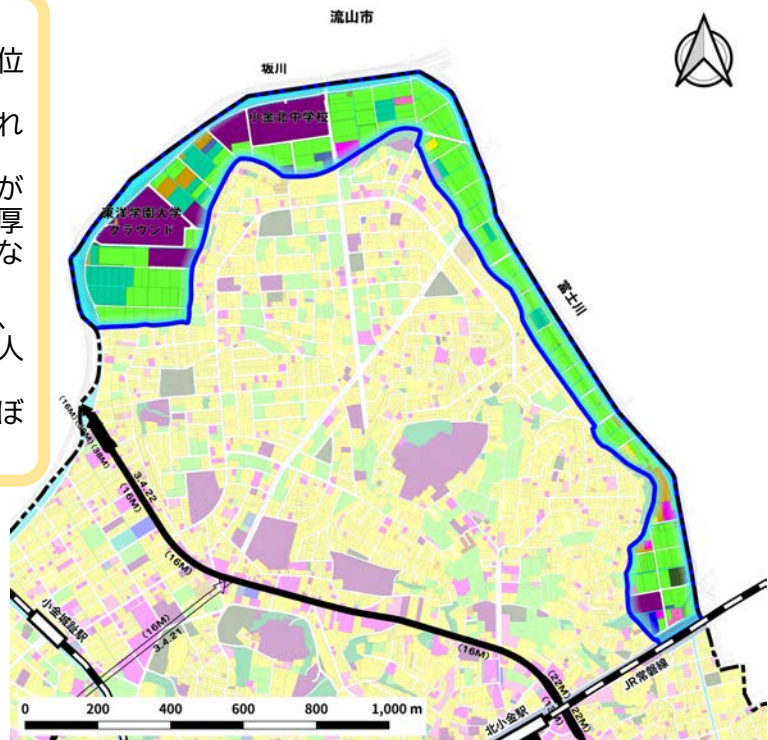 位
れ
が
厚
な
、
人
ぼ
流山市
坂川
小金北中学校
東洋学園大学
グラウンド
富士川
(16M)
(38M)
3.4.22
(16M)
(16M)
(16M)
3.4.21
小金城趾駅
(16M)
(22M)
(22M)
JR常磐線
北小金駅
0 200 400 600 800 1,000 m